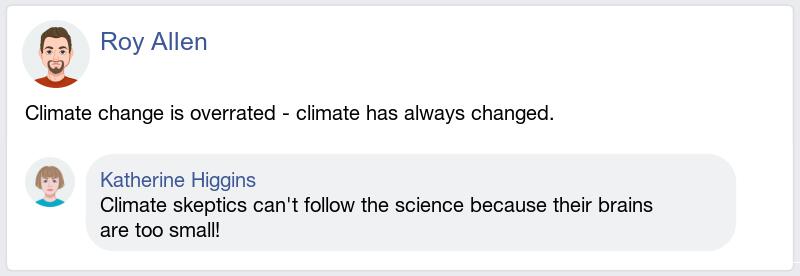 Roy Allen
Climate change is overrated - climate has always changed.
Katherine Higgins
Climate skeptics can't follow the science because their brains
are too small!